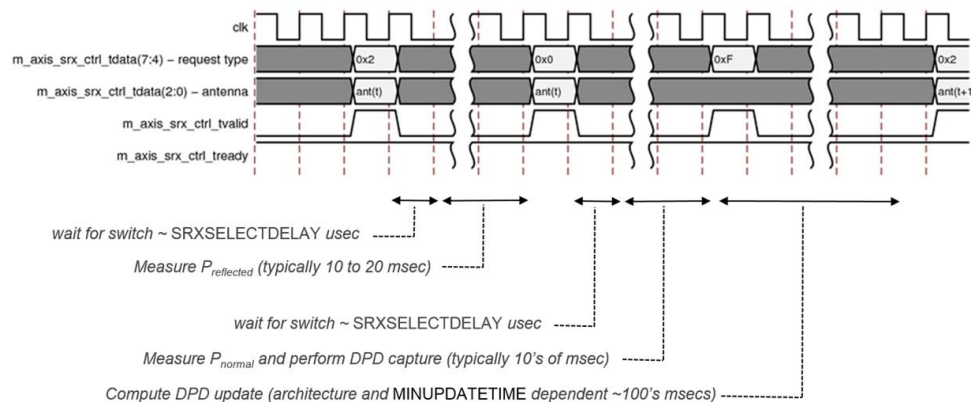 clk
m_axis_srx_ctrl_tdata(7:4) – request type 0x2 0x0 0xF 0x2
m_axis_srx_ctrl_tdata(2:0) – antenna ant(t) ant(t) ant(t+1
m_axis_srx_ctrl_tvalid
m_axis_srx_ctrl_tready
wait for switch ~ SRXSELECTDELAY usec
Measure Preflected (typically 10 to 20 msec)
wait for switch ~ SRXSELECTDELAY usec
Measure Pnormal and perform DPD capture (typically 10's of msec)
Compute DPD update (architecture and MINUPDATETIME dependent ~100's msecs)